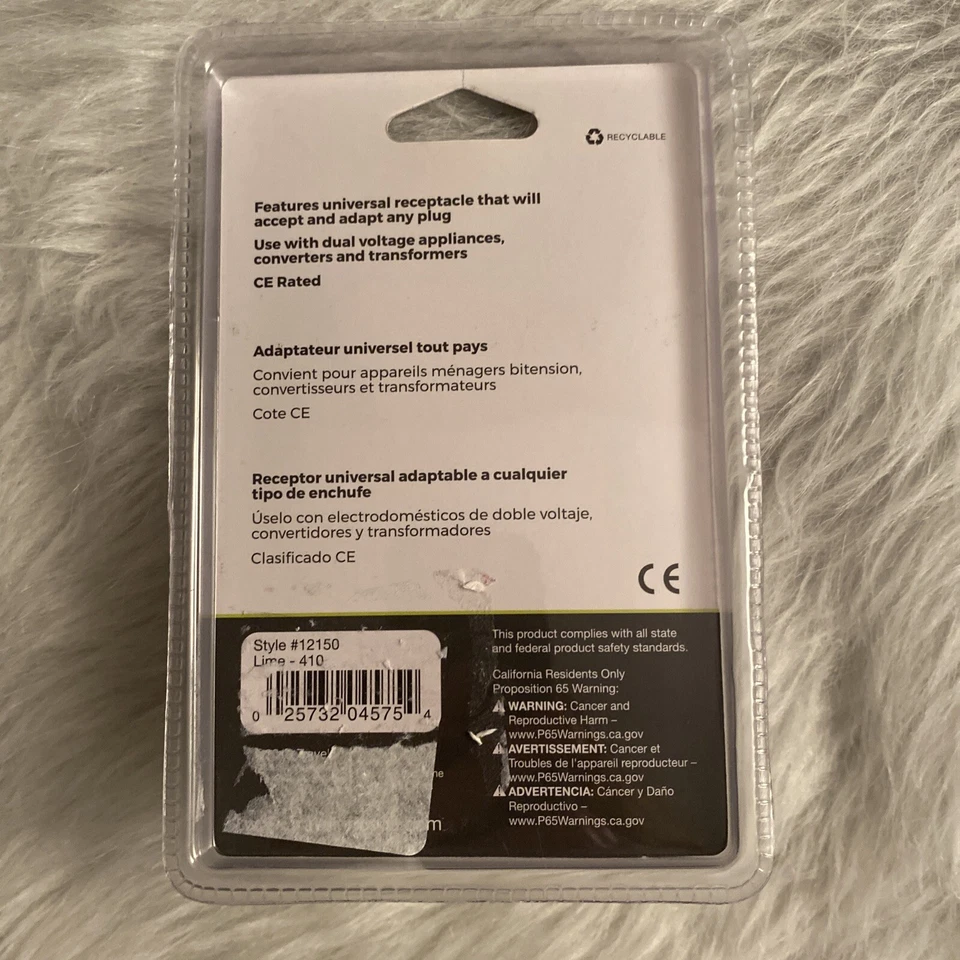 RECYCLABLE
Features universal receptacle that will
accept and adapt any plug
Use with dual voltage appliances,
converters and transformers
CE Rated
Adaptateur universel tout pays
Convient pour appareils ménagers bitension,
convertisseurs et transformateurs
Cote CE
Receptor universal adaptable a cualquier
tipo de enchufe
Úselo con electrodomésticos de doble voltaje,
convertidores y transformadores
Clasificado CE
CE
Style #12150
Lime - 410
0 25732 04575 4
This product complies with all state
and federal product safety standards.
California Residents Only
Proposition 65 Warning:
WARNING: Cancer and
Reproductive Harm –
www.P65Warnings.ca.gov
AVERTISSEMENT: Cancer et
Troubles de l'appareil reproducteur –
www.P65Warnings.ca.gov
ADVERTENCIA: Cáncer y Daño
Reproductivo –
www.P65Warnings.ca.gov